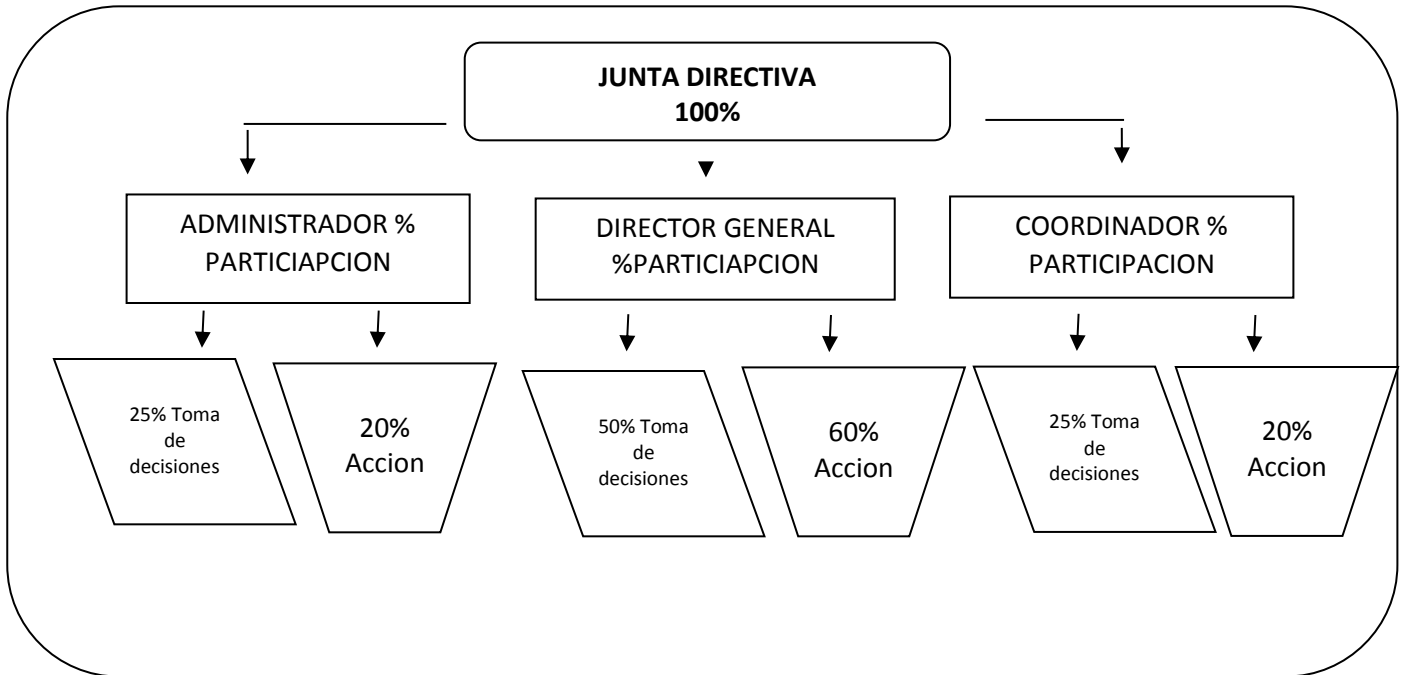 JUNTA DIRECTIVA
100%
ADMINISTRADOR %
PARTICIAPCION
DIRECTOR GENERAL
%PARTICIAPCION
COORDINADOR %
PARTICIPACION
25% Toma
de
decisiones
20%
Accion
50% Toma
de
decisiones
60%
Accion
25% Toma
de
decisiones
20%
Accion